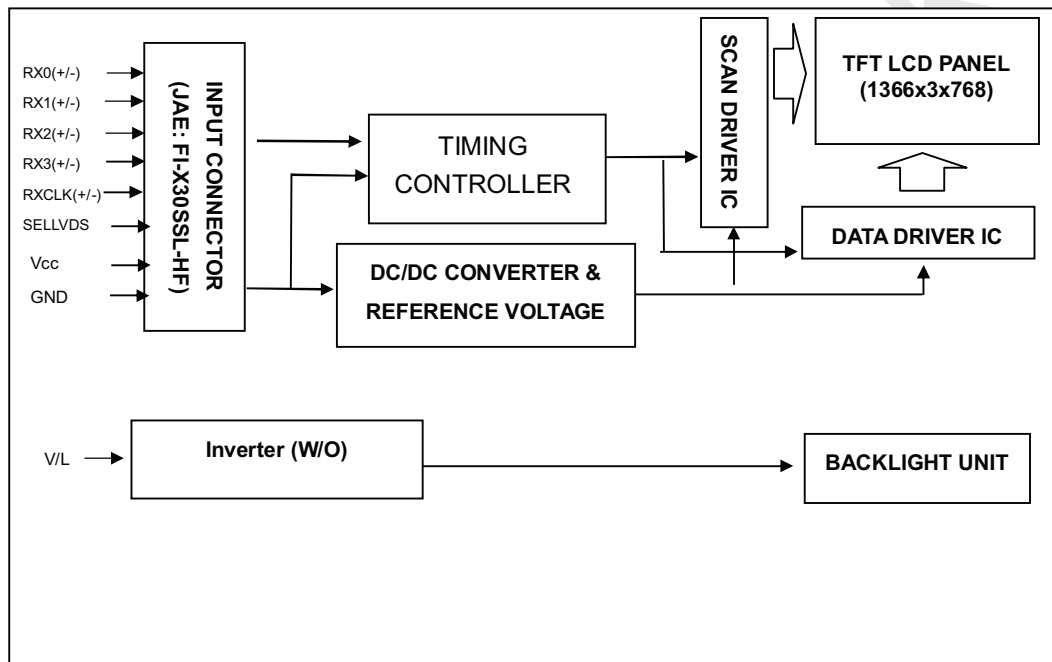 RX0(+/-)
RX1(+/-)
RX2(+/-)
RX3(+/-)
RXCLK(+/-)
SELLVDS
Vcc
GND
INPUT CONNECTOR
(JAE: FI-X30SSL-HF)
TIMING
CONTROLLER
DC/DC CONVERTER &
REFERENCE VOLTAGE
SCAN DRIVER IC
TFT LCD PANEL
(1366x3x768)
DATA DRIVER IC
V/L
Inverter (W/O)
BACKLIGHT UNIT